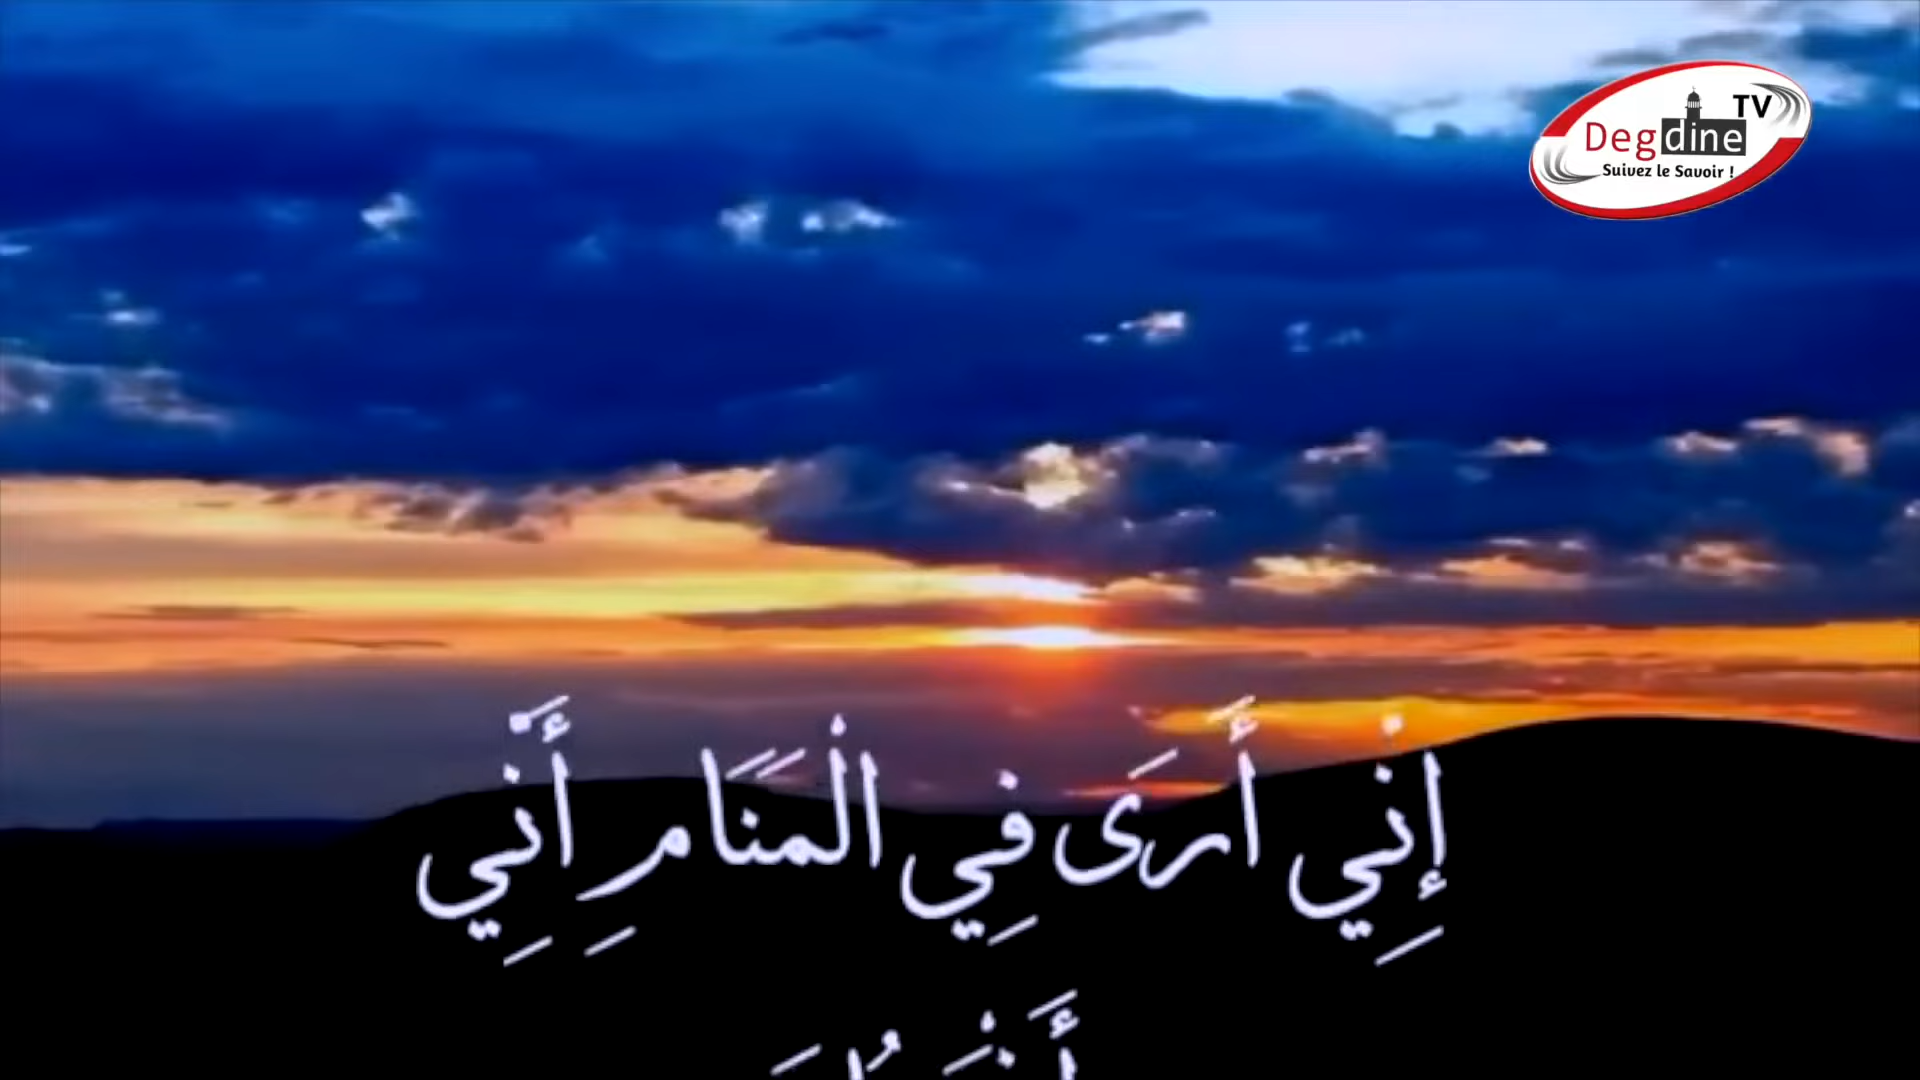 TV
Degdine
Suivez le Savoir !
إِنِّي أَرَى فِي الْمَنَامِ أَنِّي